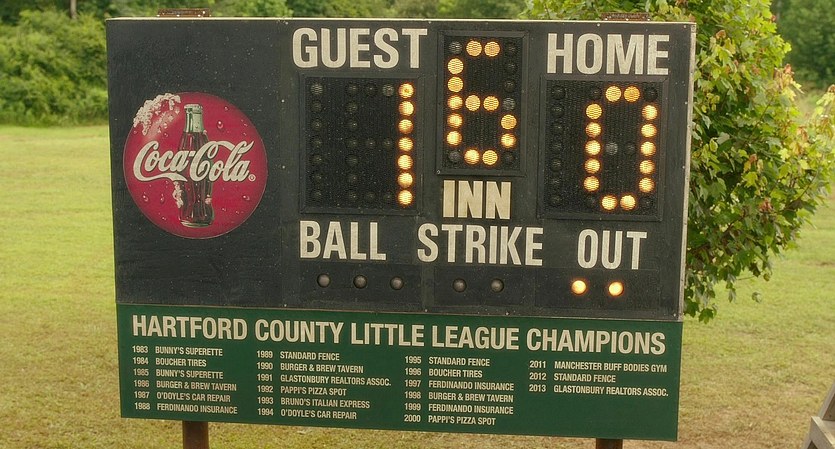 GUEST
HOME
1
6
0
INN
Coca-Cola®
BALL STRIKE OUT
HARTFORD COUNTY LITTLE LEAGUE CHAMPIONS
1983 BUNNY'S SUPERETTE
1984 BOUCHER TIRES
1985 BUNNY'S SUPERETTE
1986 BURGER & BREW TAVERN
1987 O'DOYLE'S CAR REPAIR
1988 FERDINANDO INSURANCE
1989 STANDARD FENCE
1990 BURGER & BREW TAVERN
1991 GLASTONBURY REALTORS ASSOC.
1992 PAPPI'S PIZZA SPOT
1993 BRUNO'S ITALIAN EXPRESS
1994 O'DOYLE'S CAR REPAIR
1995 STANDARD FENCE
1996 BOUCHER TIRES
1997 FERDINANDO INSURANCE
1998 BURGER & BREW TAVERN
1999 FERDINANDO INSURANCE
2000 PAPPI'S PIZZA SPOT
2011 MANCHESTER BUFF BODIES GYM
2012 STANDARD FENCE
2013 GLASTONBURY REALTORS ASSOC.